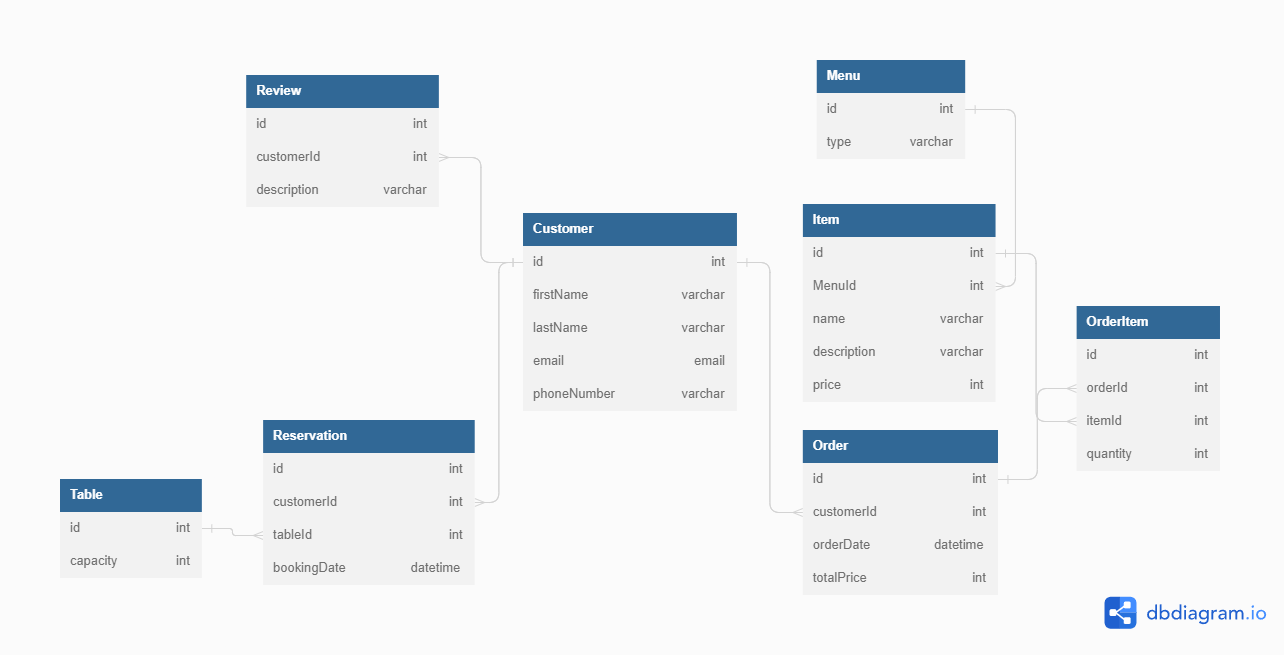 Review
id int
customerId int
description varchar
Customer
id int
firstName varchar
lastName varchar
email email
phoneNumber varchar
Menu
id int
type varchar
Item
id int
MenuId int
name varchar
description varchar
price int
OrderItem
id int
orderId int
itemId int
quantity int
Table
id int
capacity int
Reservation
id int
customerId int
tableId int
bookingDate datetime
Order
id int
customerId int
orderDate datetime
totalPrice int
dbdiagram.io